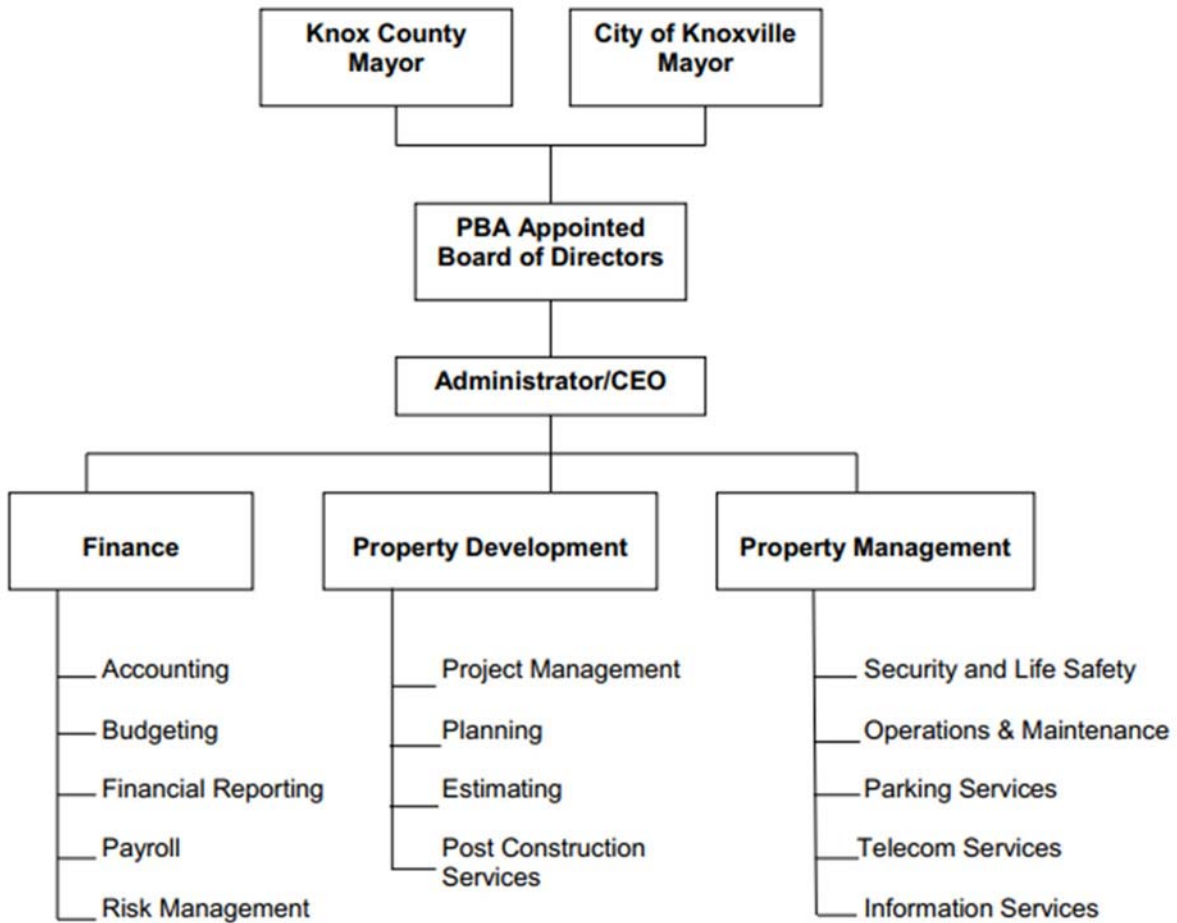 Knox County
Mayor
City of Knoxville
Mayor
PBA Appointed
Board of Directors
Administrator/CEO
Finance
Property Development
Property Management
Accounting
Budgeting
Financial Reporting
Payroll
Risk Management
Project Management
Planning
Estimating
Post Construction
Services
Security and Life Safety
Operations & Maintenance
Parking Services
Telecom Services
Information Services